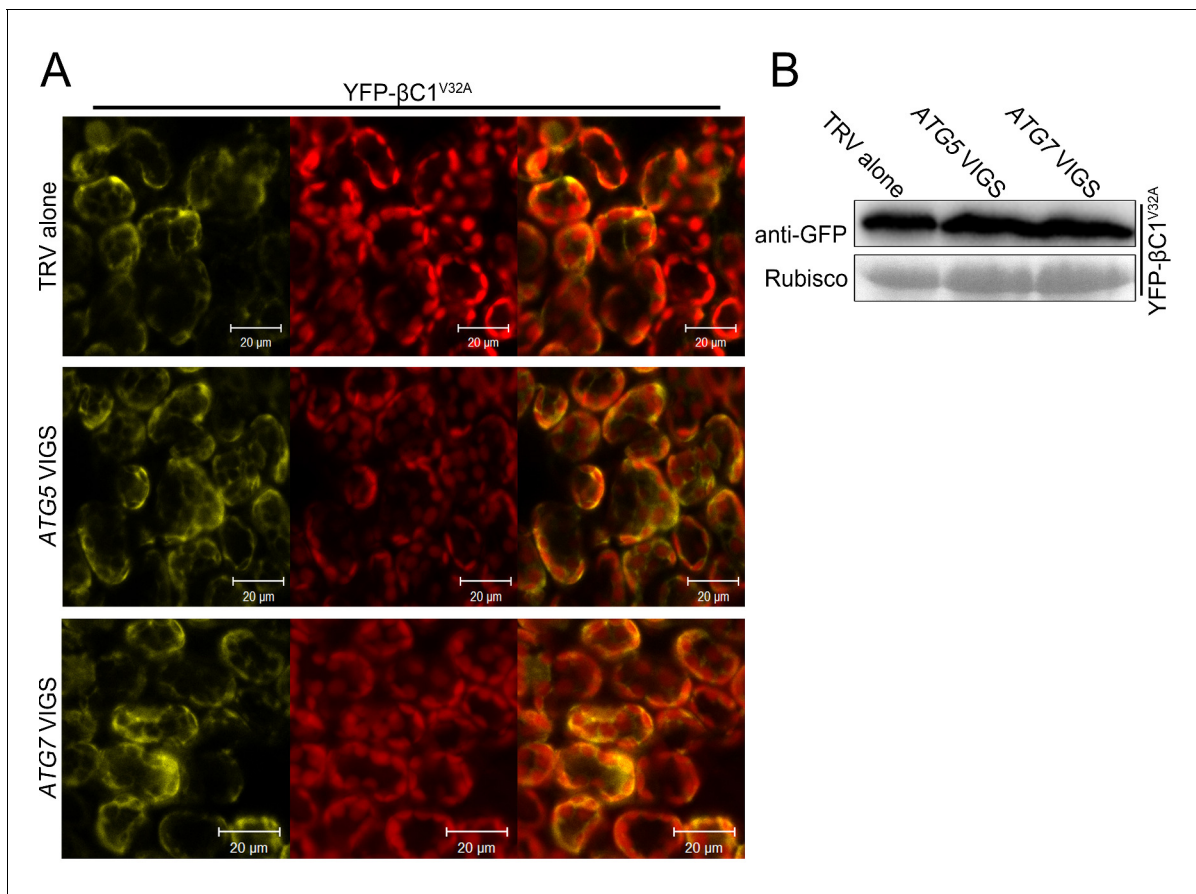 A
YFP-βC1V32A
TRV alone
20 µm
20 µm
20 µm
ATG5 VIGS
20 µm
20 µm
20 µm
ATG7 VIGS
20 µm
20 µm
20 µm
B
TRV alone
ATG5 VIGS
ATG7 VIGS
anti-GFP
Rubisco
YFP-βC1V32A